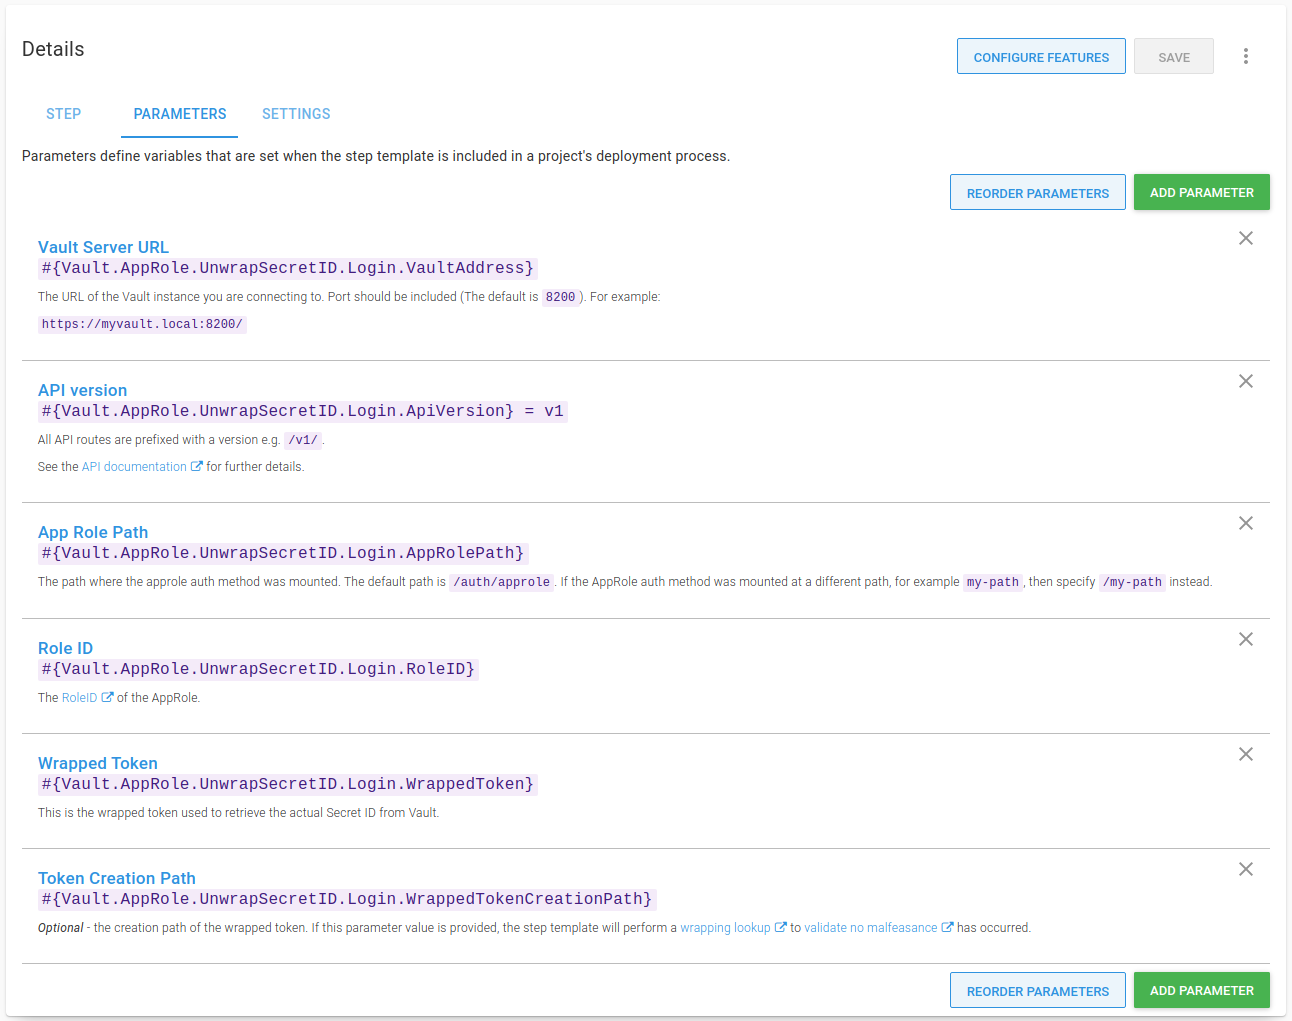 Details
CONFIGURE FEATURES
SAVE
STEP
PARAMETERS
SETTINGS
Parameters define variables that are set when the step template is included in a project's deployment process.
REORDER PARAMETERS
ADD PARAMETER
Vault Server URL
#{Vault.AppRole.UnwrapSecretID.Login.VaultAddress}
The URL of the Vault instance you are connecting to. Port should be included (The default is 8200 ). For example:
https://myvault.local:8200/
API version
#{Vault.AppRole.UnwrapSecretID.Login.ApiVersion} = v1
All API routes are prefixed with a version e.g. /v1/ .
See the API documentation for further details.
App Role Path
#{Vault.AppRole.UnwrapSecretID.Login.AppRolePath}
The path where the approle auth method was mounted. The default path is /auth/approle . If the AppRole auth method was mounted at a different path, for example my-path , then specify /my-path instead.
Role ID
#{Vault.AppRole.UnwrapSecretID.Login.RoleID}
The RoleID of the AppRole.
Wrapped Token
#{Vault.AppRole.UnwrapSecretID.Login.WrappedToken}
This is the wrapped token used to retrieve the actual Secret ID from Vault.
Token Creation Path
#{Vault.AppRole.UnwrapSecretID.Login.WrappedTokenCreationPath}
Optional - the creation path of the wrapped token. If this parameter value is provided, the step template will perform a wrapping lookup to validate no malfeasance has occurred.
REORDER PARAMETERS
ADD PARAMETER